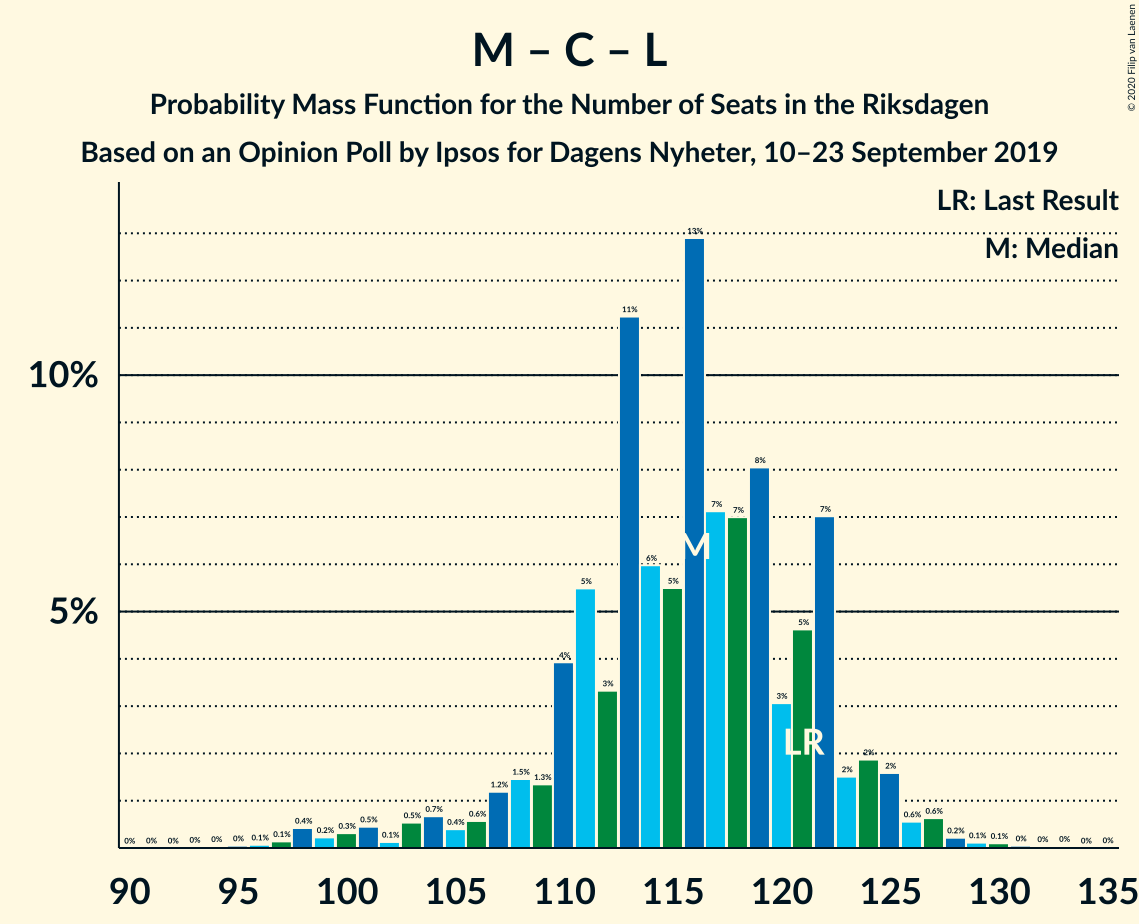 M – C – L
Probability Mass Function for the Number of Seats in the Riksdagen
Based on an Opinion Poll by Ipsos for Dagens Nyheter, 10–23 September 2019
© 2020 Filip van Laenen
LR: Last Result
M: Median
10%
5%
0% 0% 0% 0% 0% 0% 0.1% 0.1% 0.4% 0.2% 0.3% 0.5% 0.1% 0.5% 0.7% 0.4% 0.6% 1.2% 1.5% 1.3% 4% 5% 3% 11% 6% 5% 13% 7% 7% 8% 3% 5% 7% 2% 2% 2% 0.6% 0.6% 0.2% 0.1% 0.1% 0% 0% 0% 0% 0%
M
LR
90 95 100 105 110 115 120 125 130 135